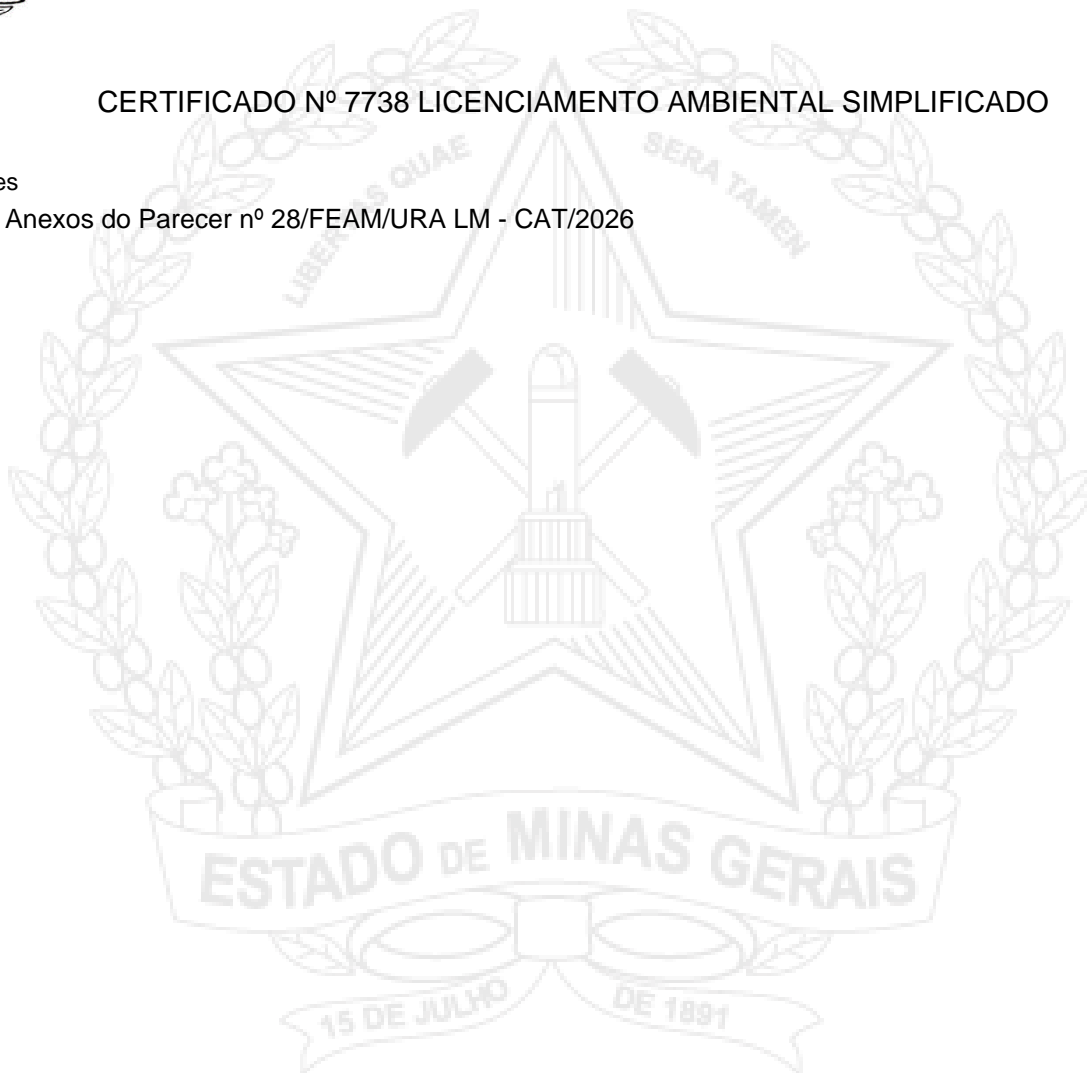 CERTIFICADO Nº 7738 LICENCIAMENTO AMBIENTAL SIMPLIFICADO
es
Anexos do Parecer nº 28/FEAM/URA LM - CAT/2026
LIBERTAS QUAE SERA TAMEN
ESTADO DE MINAS GERAIS
15 DE JULHO DE 1891